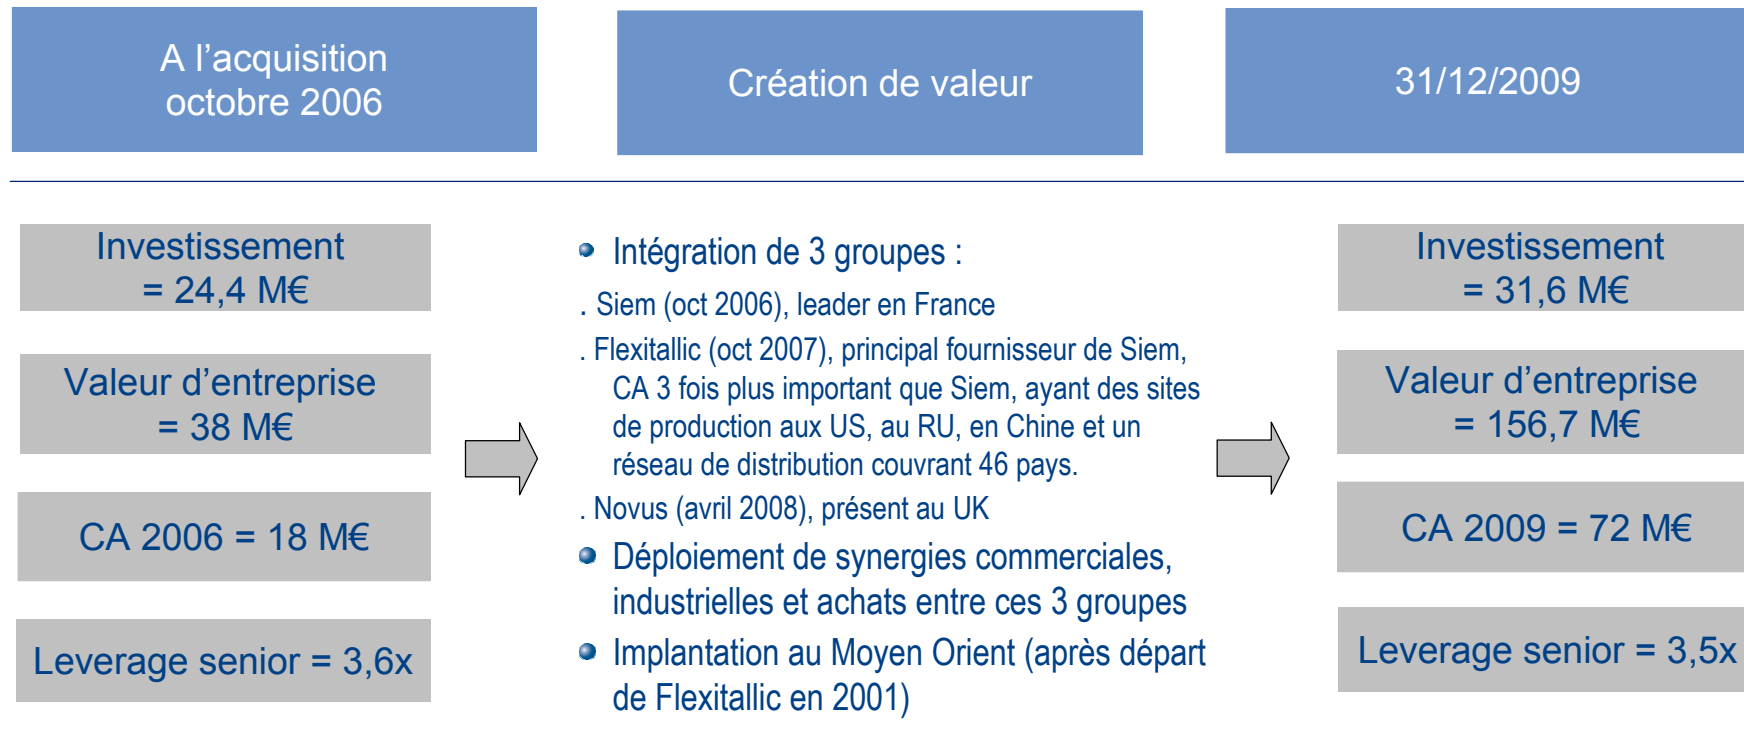 A l’acquisition
octobre 2006
Création de valeur
31/12/2009
Investissement
= 24,4 M€
Valeur d’entreprise
= 38 M€
CA 2006 = 18 M€
Leverage senior = 3,6x
Intégration de 3 groupes :
. Siem (oct 2006), leader en France
. Flexitallic (oct 2007), principal fournisseur de Siem,
CA 3 fois plus important que Siem, ayant des sites
de production aux US, au RU, en Chine et un
réseau de distribution couvrant 46 pays.
. Novus (avril 2008), présent au UK
Déploiement de synergies commerciales,
industrielles et achats entre ces 3 groupes
Implantation au Moyen Orient (après départ
de Flexitallic en 2001)
Investissement
= 31,6 M€
Valeur d’entreprise
= 156,7 M€
CA 2009 = 72 M€
Leverage senior = 3,5x